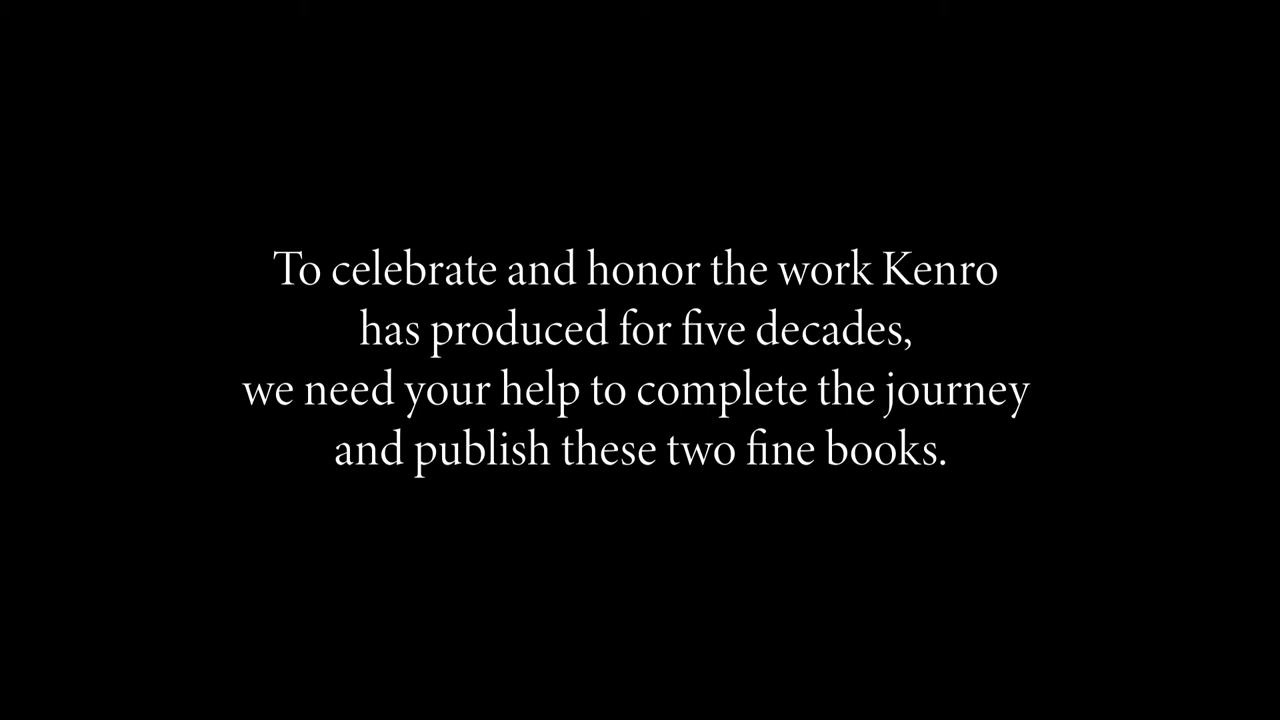 To celebrate and honor the work Kenro
has produced for five decades,
we need your help to complete the journey
and publish these two fine books.